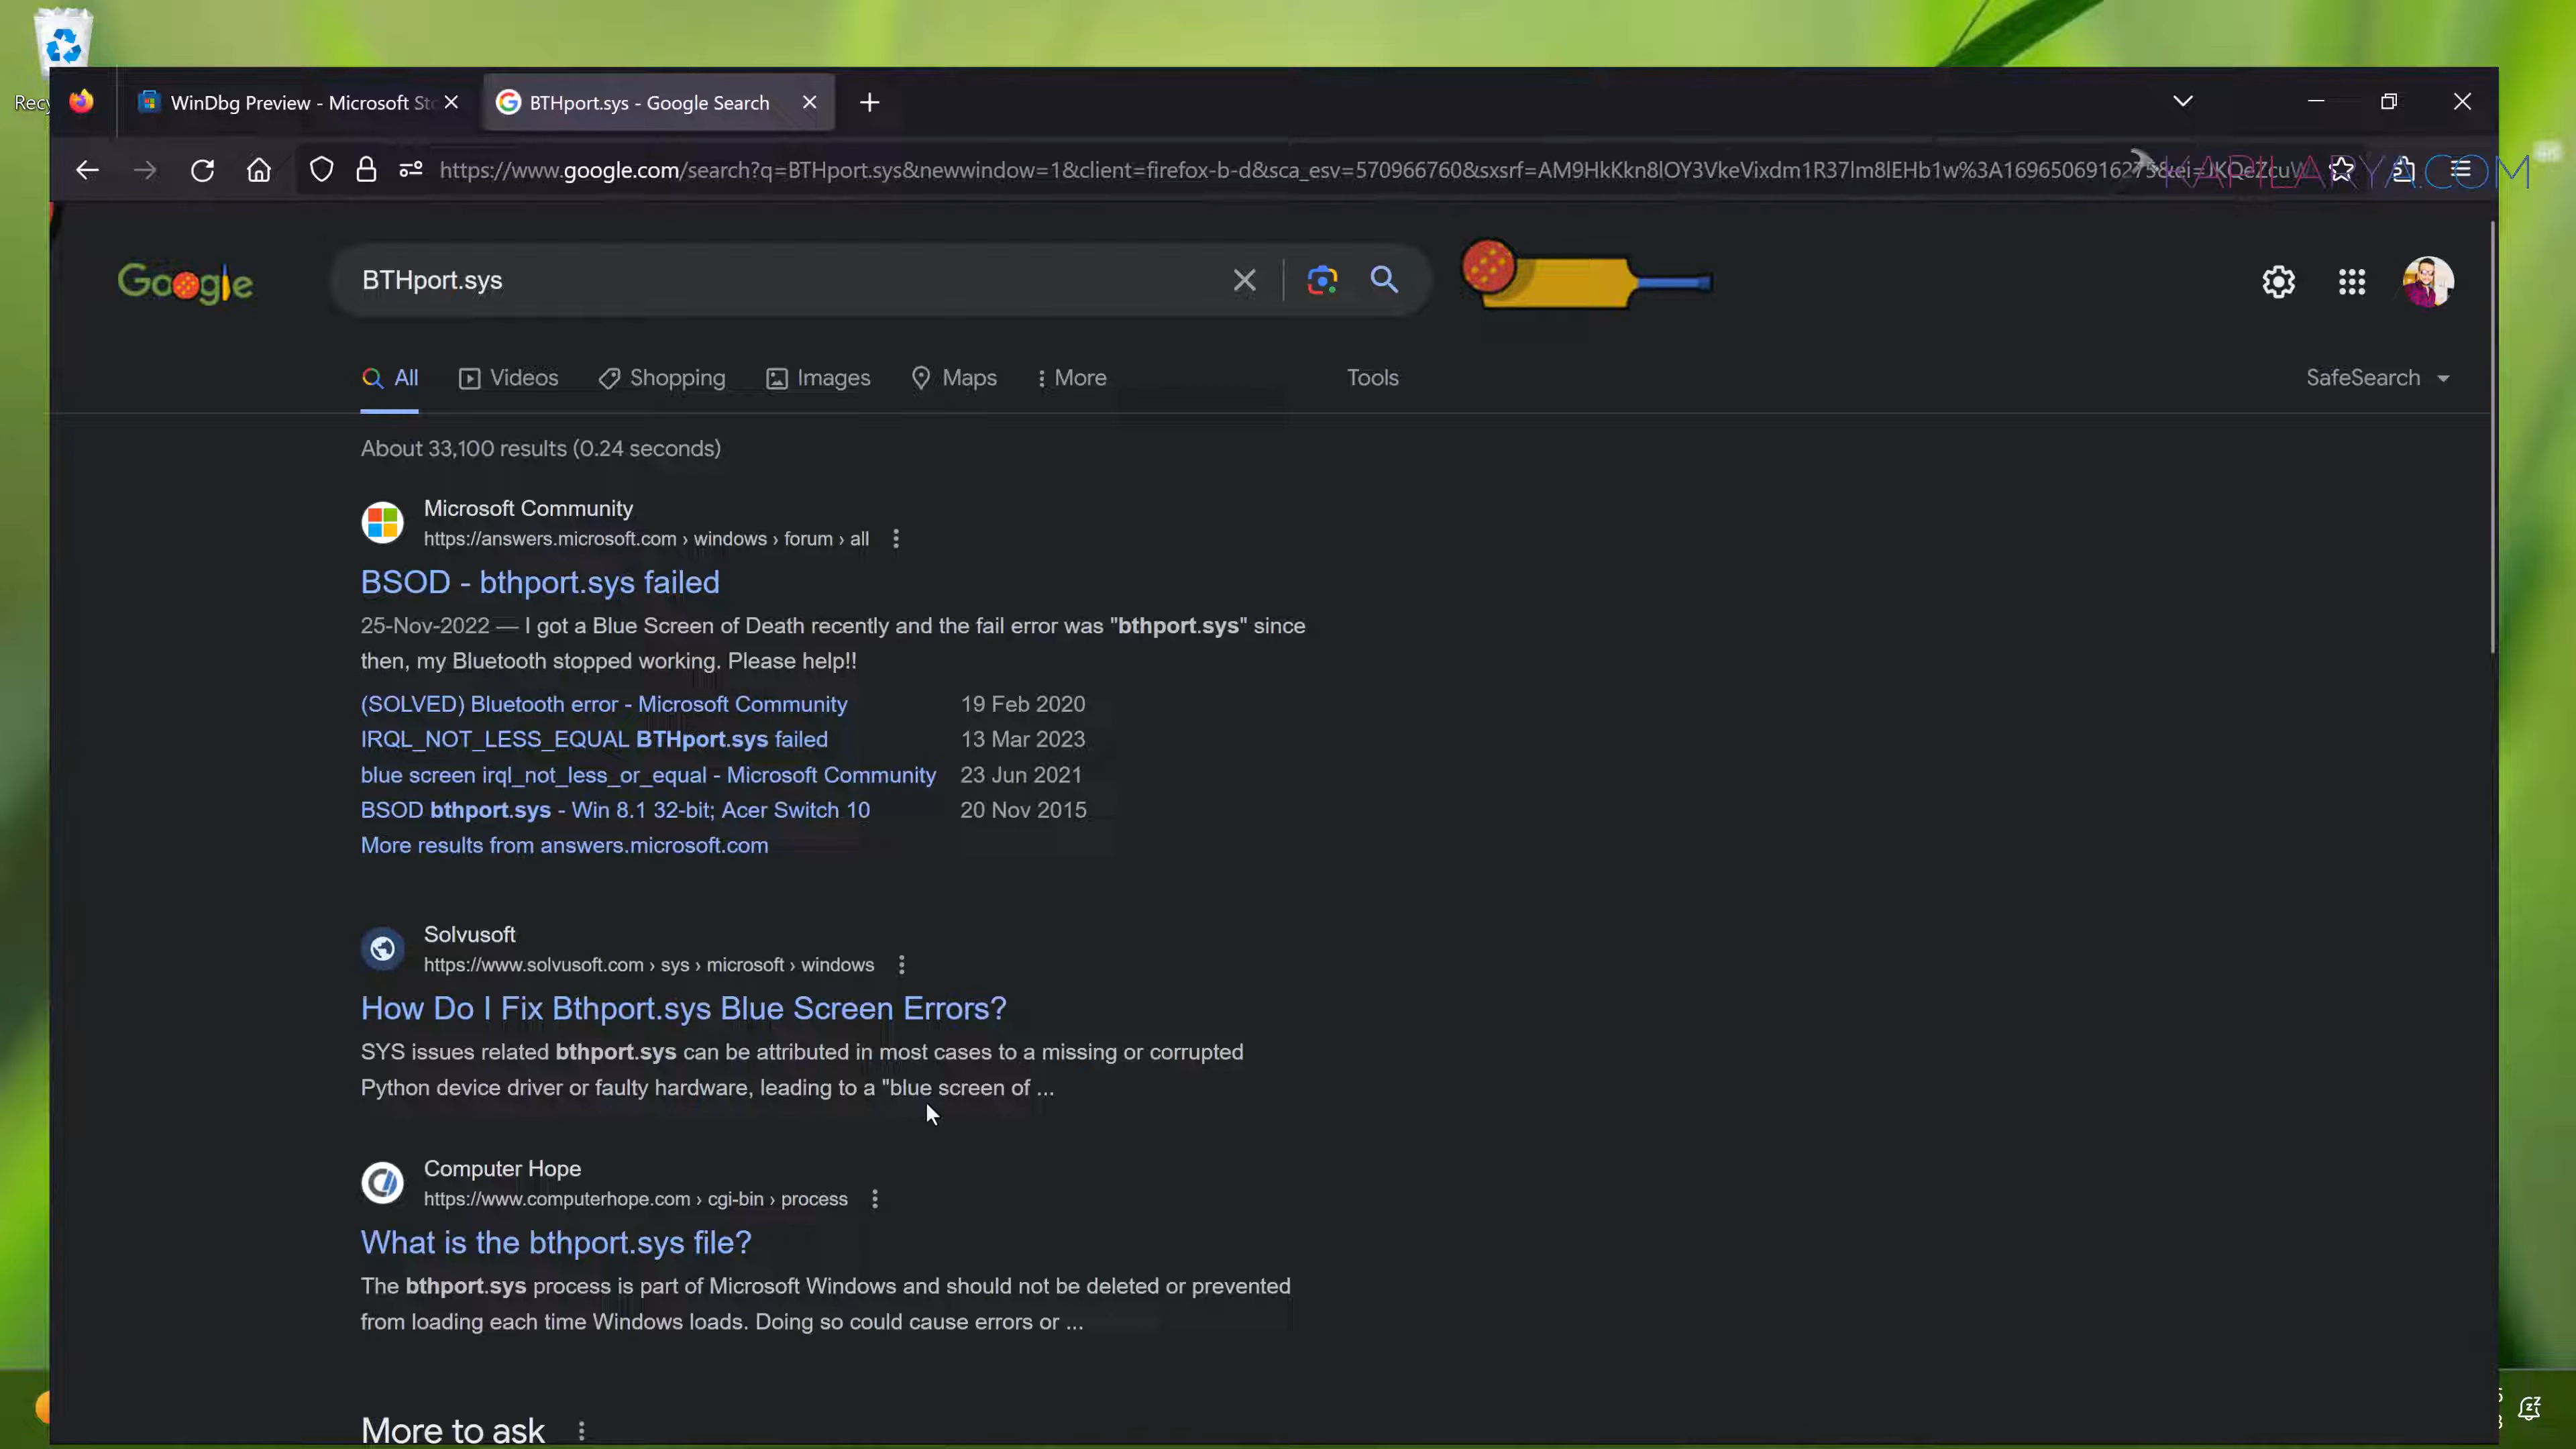 Recy
WinDbg Preview - Microsoft Sto
BTHport.sys - Google Search
https://www.google.com/search?q=BTHport.sys&newwindow=1&client=firefox-b-d&sca_esv=570966760&sxsrf=
KAPILARYA.COM
Google
BTHport.sys
All
Videos
Shopping
Images
Maps
More
Tools
SafeSearch
About 33,100 results (0.24 seconds)
Microsoft Community
https://answers.microsoft.com › windows › forum › all
BSOD - bthport.sys failed
25-Nov-2022 — I got a Blue Screen of Death recently and the fail error was "bthport.sys" since
then, my Bluetooth stopped working. Please help!!
(SOLVED) Bluetooth error - Microsoft Community 19 Feb 2020
IRQL_NOT_LESS_EQUAL BTHport.sys failed 13 Mar 2023
blue screen irql_not_less_or_equal - Microsoft Community 23 Jun 2021
BSOD bthport.sys - Win 8.1 32-bit; Acer Switch 10 20 Nov 2015
More results from answers.microsoft.com
Solvusoft
https://www.solvusoft.com › sys › microsoft › windows
How Do I Fix Bthport.sys Blue Screen Errors?
SYS issues related bthport.sys can be attributed in most cases to a missing or corrupted
Python device driver or faulty hardware, leading to a "blue screen of ...
Computer Hope
https://www.computerhope.com › cgi-bin › process
What is the bthport.sys file?
The bthport.sys process is part of Microsoft Windows and should not be deleted or prevented
from loading each time Windows loads. Doing so could cause errors or ...
More to ask